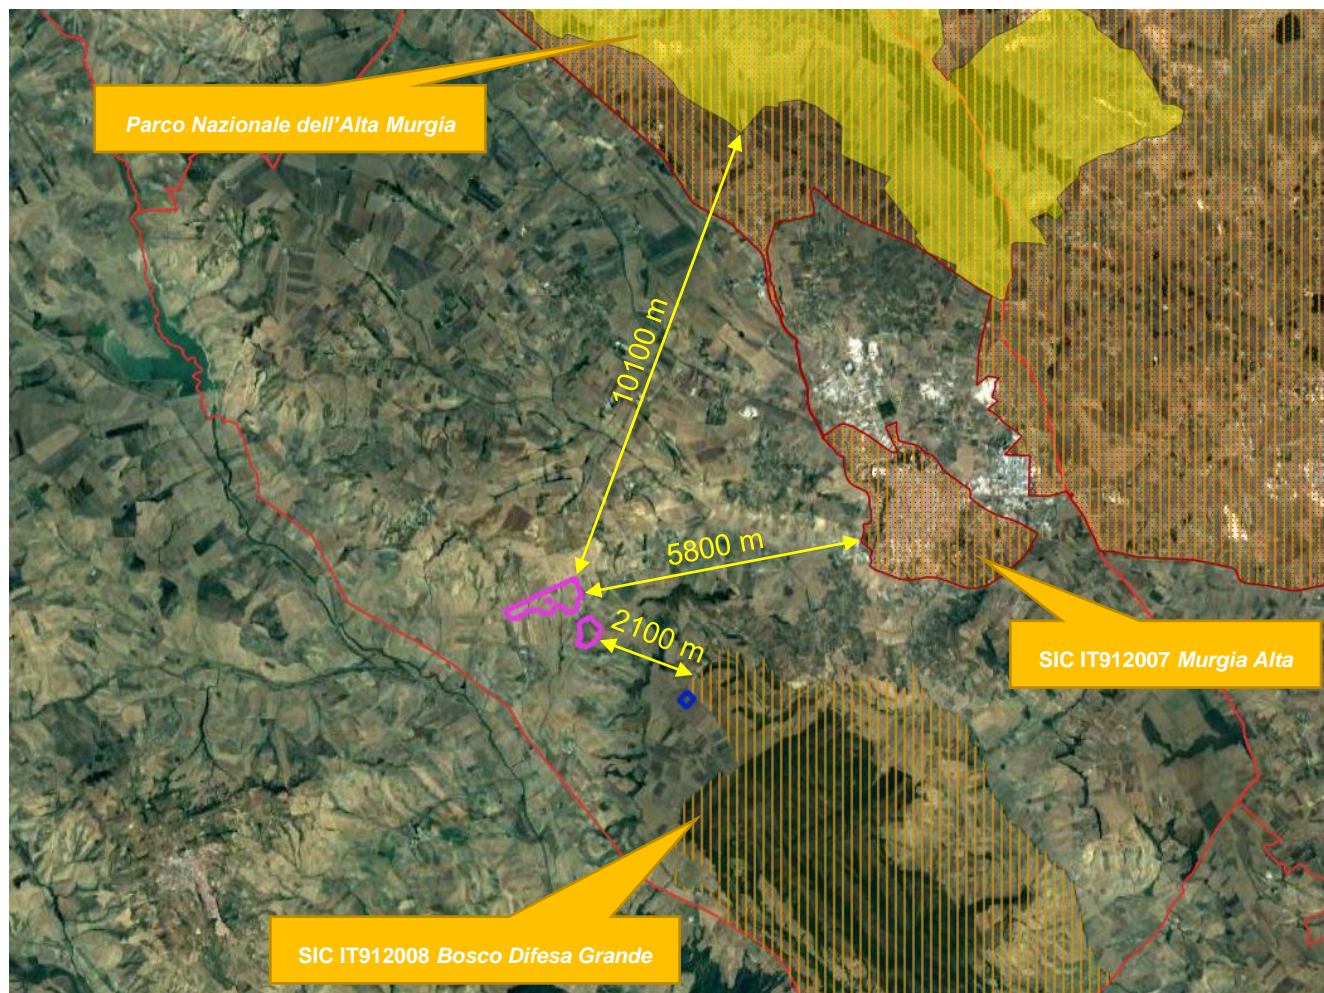 Parco Nazionale dell'Alta Murgia
10100 m
5800 m
2100 m
SIC IT912007 Murgia Alta
SIC IT912008 Bosco Difesa Grande